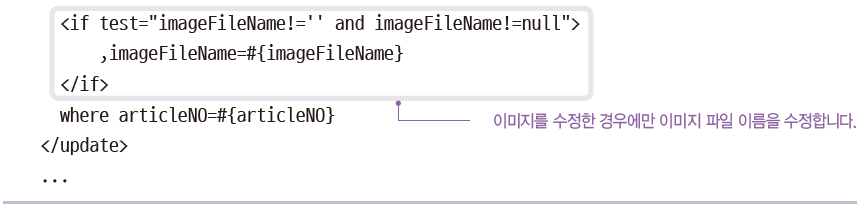 <if test="imageFileName!='' and imageFileName!=null">
,imageFileName=#{imageFileName}
</if>
where articleNO=#{articleNO}
이미지를 수정한 경우에만 이미지 파일 이름을 수정합니다.
</update>
...